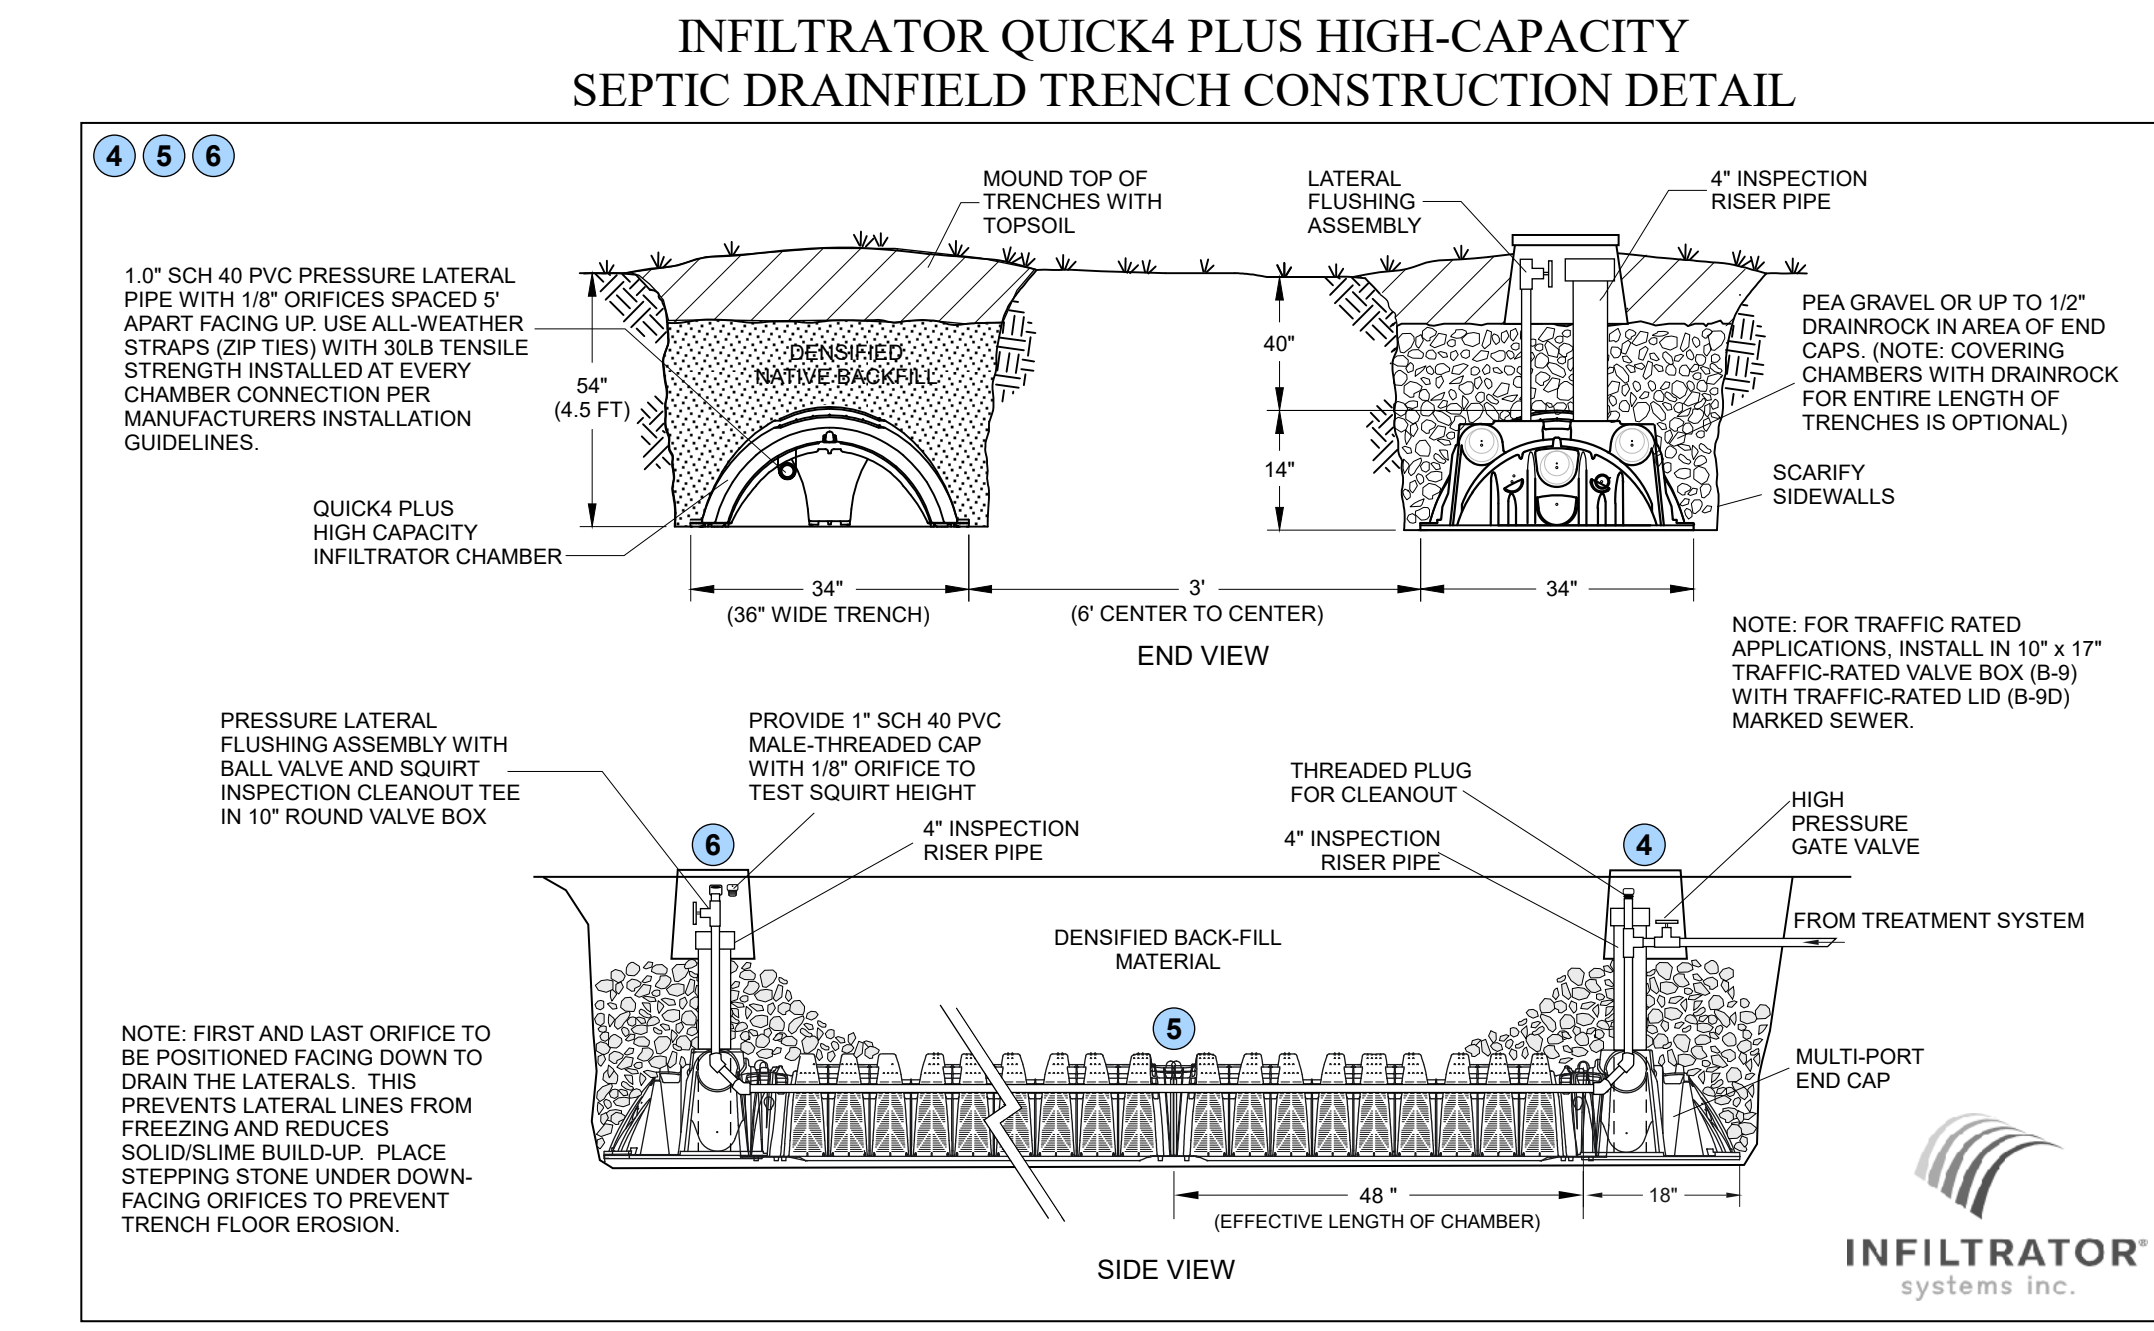 INFILTRATOR QUICK4 PLUS HIGH-CAPACITY
SEPTIC DRAINFIELD TRENCH CONSTRUCTION DETAIL
4 5 6
MOUND TOP OF
TRENCHES WITH
TOPSOIL
LATERAL
FLUSHING
ASSEMBLY
4" INSPECTION
RISER PIPE
1.0" SCH 40 PVC PRESSURE LATERAL
PIPE WITH 1/8" ORIFICES SPACED 5'
APART FACING UP. USE ALL-WEATHER
STRAPS (ZIP TIES) WITH 30LB TENSILE
STRENGTH INSTALLED AT EVERY
CHAMBER CONNECTION PER
MANUFACTURERS INSTALLATION
GUIDELINES.
54"
(4.5 FT)
DENSIFIED
NATIVE BACKFILL
40"
14"
PEA GRAVEL OR UP TO 1/2"
DRAINROCK IN AREA OF END
CAPS. (NOTE: COVERING
CHAMBERS WITH DRAINROCK
FOR ENTIRE LENGTH OF
TRENCHES IS OPTIONAL)
SCARIFY
SIDEWALLS
QUICK4 PLUS
HIGH CAPACITY
INFILTRATOR CHAMBER
34"
(36" WIDE TRENCH)
3'
(6' CENTER TO CENTER)
34"
END VIEW
NOTE: FOR TRAFFIC RATED
APPLICATIONS, INSTALL IN 10" x 17"
TRAFFIC-RATED VALVE BOX (B-9)
WITH TRAFFIC-RATED LID (B-9D)
MARKED SEWER.
PRESSURE LATERAL
FLUSHING ASSEMBLY WITH
BALL VALVE AND SQUIRT
INSPECTION CLEANOUT TEE
IN 10" ROUND VALVE BOX
PROVIDE 1" SCH 40 PVC
MALE-THREADED CAP
WITH 1/8" ORIFICE TO
TEST SQUIRT HEIGHT
4" INSPECTION
RISER PIPE
THREADED PLUG
FOR CLEANOUT
4" INSPECTION
RISER PIPE
HIGH
PRESSURE
GATE VALVE
6
4
FROM TREATMENT SYSTEM
DENSIFIED BACK-FILL
MATERIAL
5
NOTE: FIRST AND LAST ORIFICE TO
BE POSITIONED FACING DOWN TO
DRAIN THE LATERALS. THIS
PREVENTS LATERAL LINES FROM
FREEZING AND REDUCES
SOLID/SLIME BUILD-UP. PLACE
STEPPING STONE UNDER DOWN-
FACING ORIFICES TO PREVENT
TRENCH FLOOR EROSION.
MULTI-PORT
END CAP
48 "
(EFFECTIVE LENGTH OF CHAMBER)
18"
SIDE VIEW
INFILTRATOR®
systems inc.